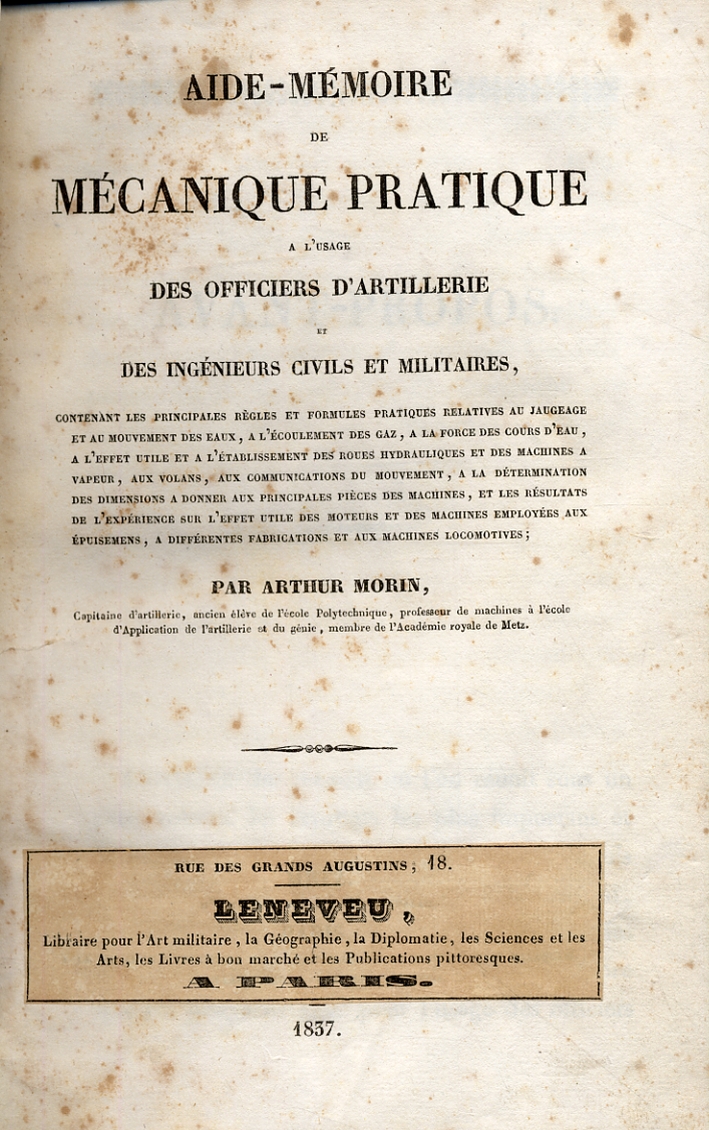 AIDE-MÉMOIRE
DE
MÉCANIQUE PRATIQUE
A L'USAGE
DES OFFICIERS D'ARTILLERIE
ET
DES INGÉNIEURS CIVILS ET MILITAIRES,
CONTENANT LES PRINCIPALES RÈGLES ET FORMULES PRATIQUES RELATIVES AU JAUGEAGE
ET AU MOUVEMENT DES EAUX, A L'ÉCOULEMENT DES GAZ, A LA FORCE DES COURS D'EAU,
A L'EFFET UTILE ET A L'ÉTABLISSEMENT DES ROUES HYDRAULIQUES ET DES MACHINES A
VAPEUR, AUX VOLANS, AUX COMMUNICATIONS DU MOUVEMENT, A LA DÉTERMINATION
DES DIMENSIONS A DONNER AUX PRINCIPALES PIÈCES DES MACHINES, ET LES RÉSULTATS
DE L'EXPÉRIENCE SUR L'EFFET UTILE DES MOTEURS ET DES MACHINES EMPLOYÉES AUX
ÉPUISEMENS, A DIFFÉRENTES FABRICATIONS ET AUX MACHINES LOCOMOTIVES;
PAR ARTHUR MORIN,
Capitaine d'artillerie, ancien élève de l'école Polytechnique, professeur de machines à l'école
d'Application de l'artillerie et du génie, membre de l'Académie royale de Metz.
RUE DES GRANDS AUGUSTINS, 18.
LENEVEU,
Libraire pour l'Art militaire, la Géographie, la Diplomatie, les Sciences et les
Arts, les Livres à bon marché et les Publications pittoresques.
A PARIS.
1837.